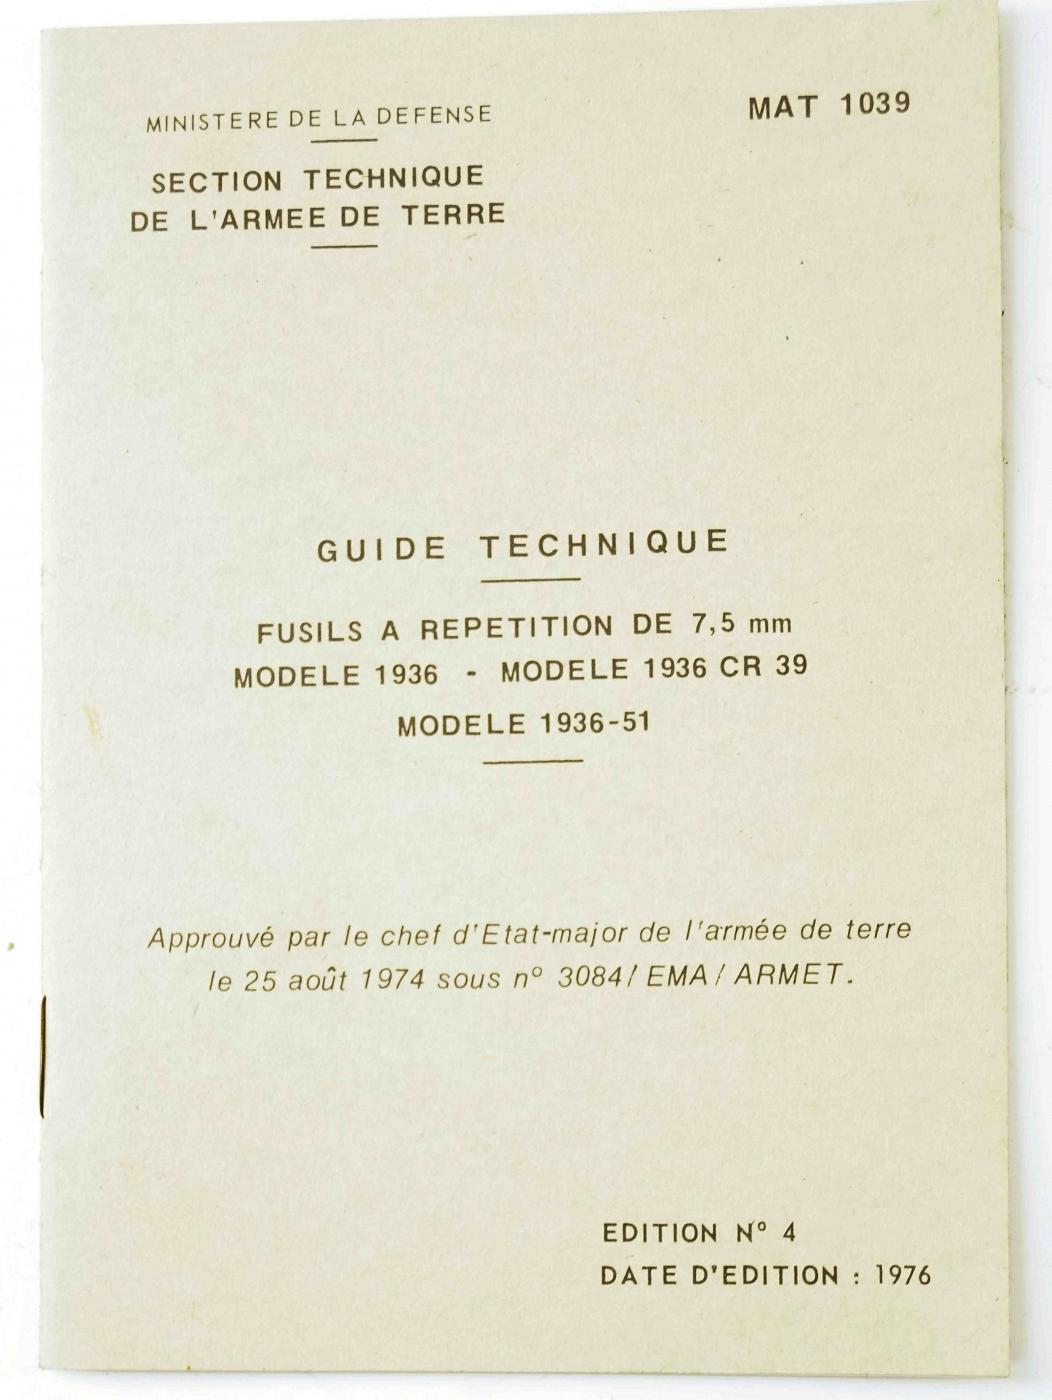 MINISTERE DE LA DEFENSE
MAT 1039
SECTION TECHNIQUE
DE L'ARMEE DE TERRE
GUIDE TECHNIQUE
FUSILS A REPETITION DE 7,5 mm
MODELE 1936 - MODELE 1936 CR 39
MODELE 1936-51
Approuvé par le chef d'Etat-major de l'armée de terre
le 25 août 1974 sous nº 3084/ EMA / ARMET.
EDITION Nº 4
DATE D'EDITION : 1976